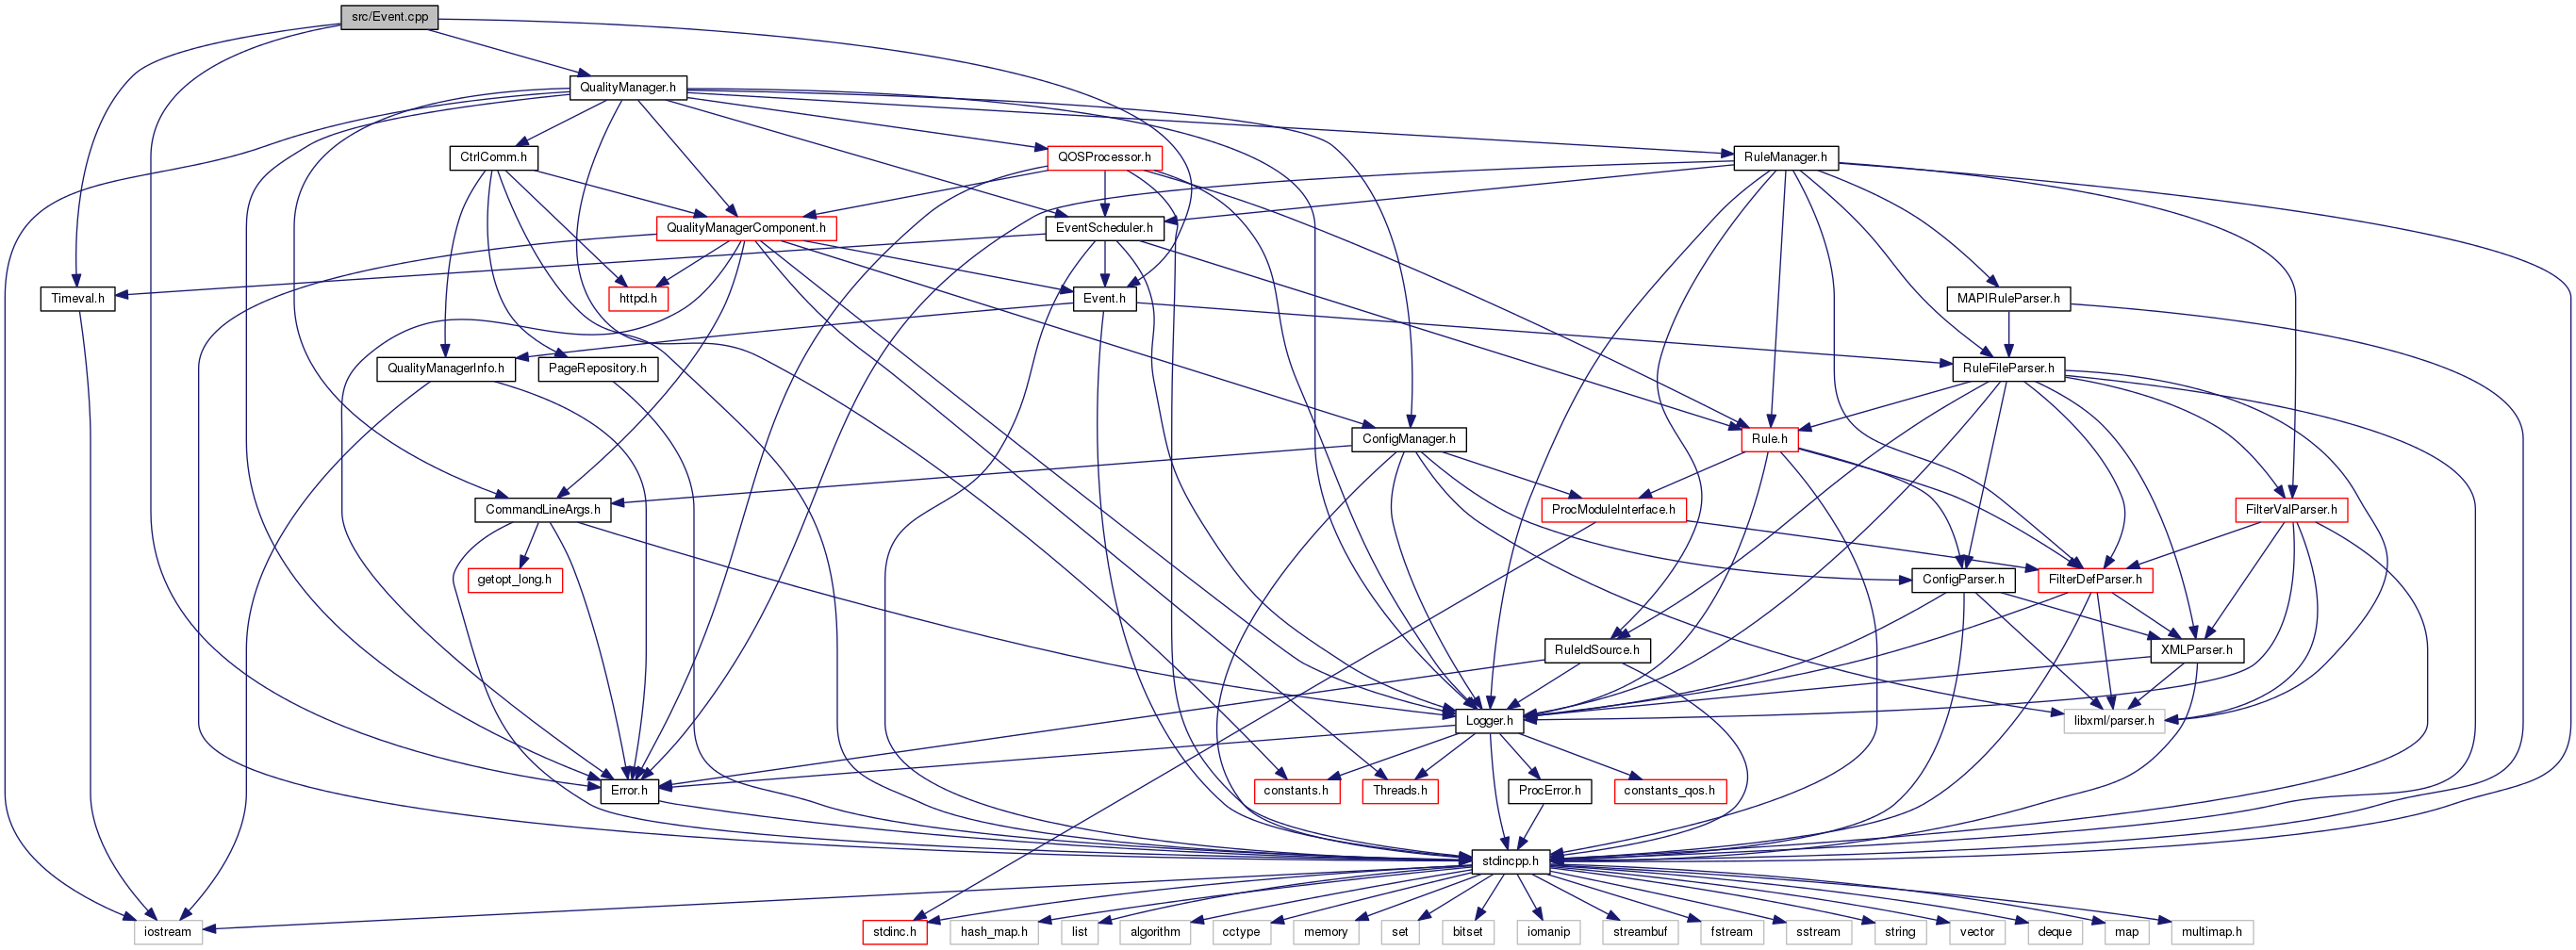 src/Event.cpp
QualityManager.h
CtrlComm.h
QOSProcessor.h
RuleManager.h
QualityManagerComponent.h
EventScheduler.h
Timeval.h
httpd.h
Event.h
MAPIRuleParser.h
QualityManagerInfo.h
PageRepository.h
RuleFileParser.h
ConfigManager.h
Rule.h
CommandLineArgs.h
ProcModuleInterface.h
FilterValParser.h
getopt_long.h
ConfigParser.h
FilterDefParser.h
RuleIdSource.h
XMLParser.h
Logger.h
libxml/parser.h
Error.h
constants.h
Threads.h
ProcError.h
constants_qos.h
stdincpp.h
iostream
stdinc.h
hash_map.h
list
algorithm
cctype
memory
set
bitset
iomanip
streambuf
fstream
sstream
string
vector
deque
map
multimap.h